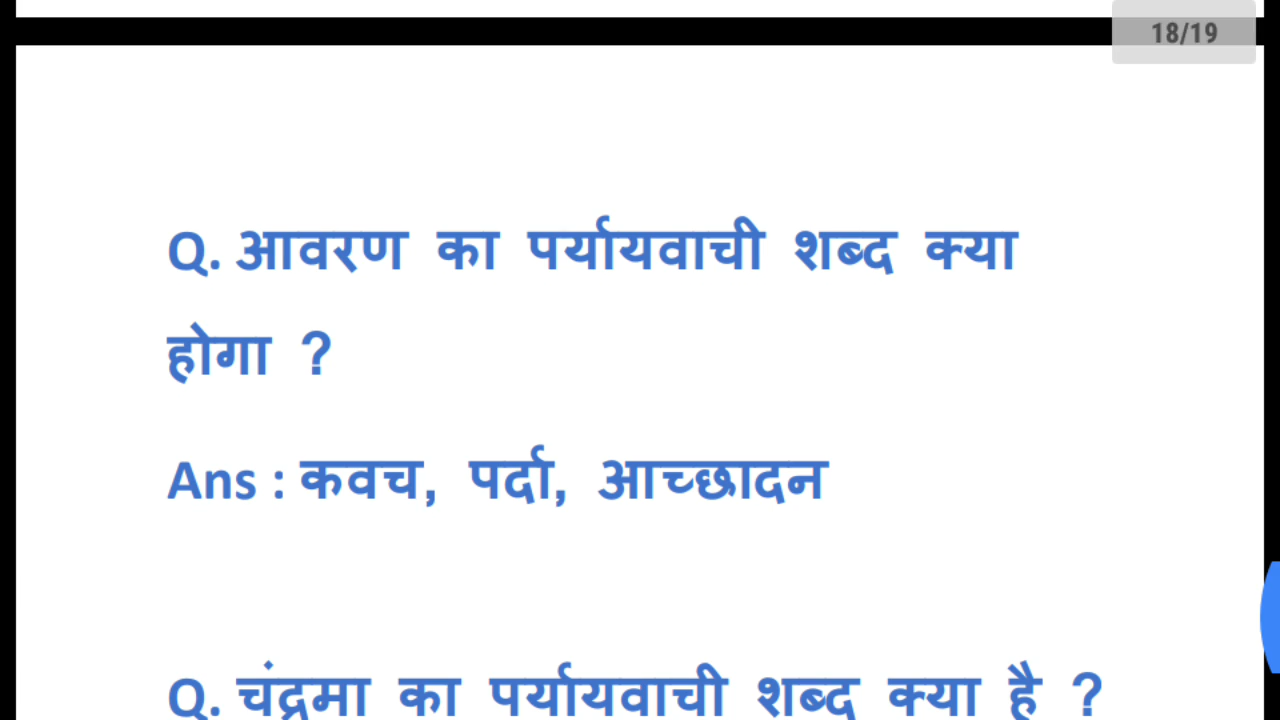 18/19
Q. आवरण का पर्यायवाची शब्द क्या
होगा ?
Ans : कवच, पर्दा, आच्छादन
Q. चंद्रमा का पर्यायवाची शब्द क्या है ?